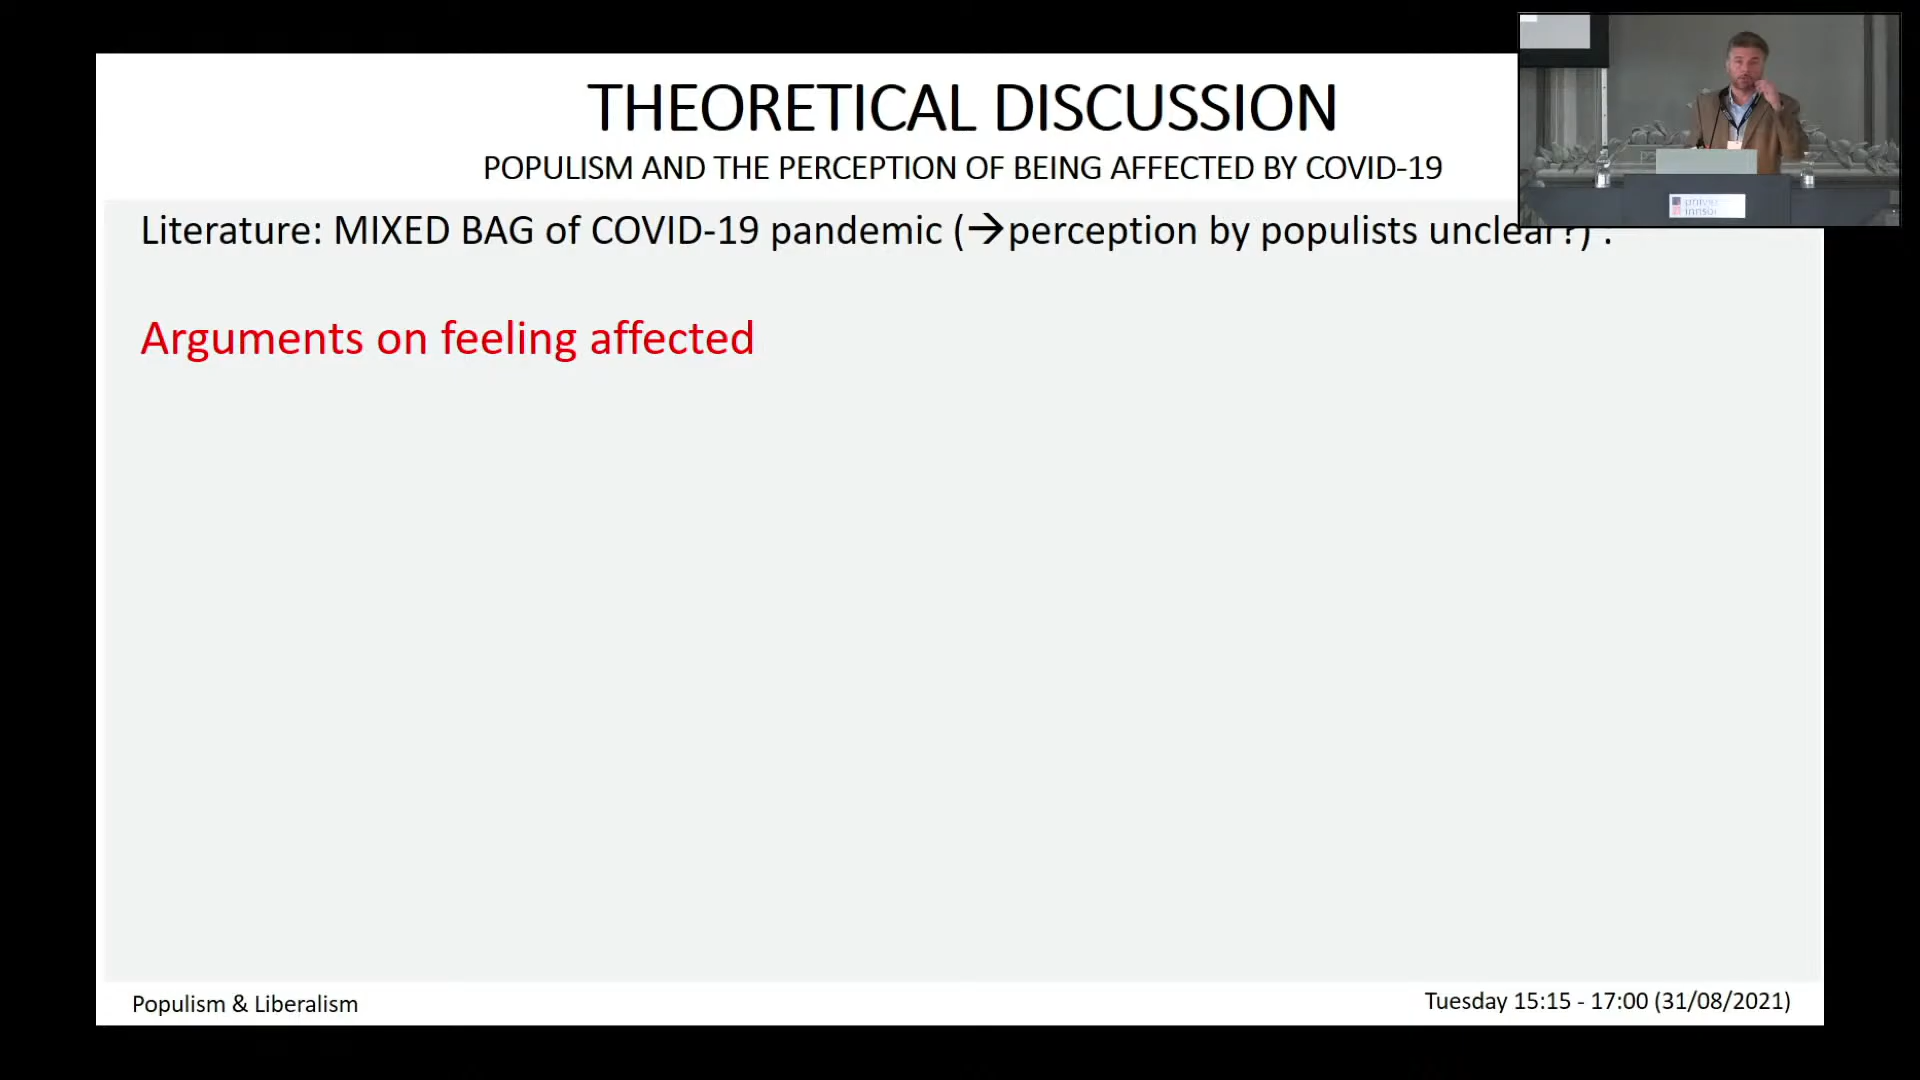 THEORETICAL DISCUSSION
POPULISM AND THE PERCEPTION OF BEING AFFECTED BY COVID-19
Literature: MIXED BAG of COVID-19 pandemic (→perception by populists unclear?) .
Arguments on feeling affected
Populism & Liberalism
Tuesday 15:15 - 17:00 (31/08/2021)